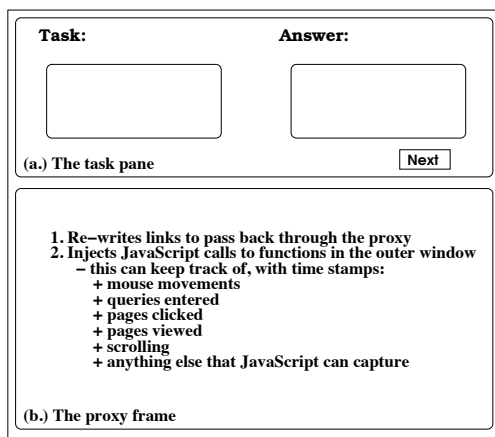 Task: Answer:
(a.) The task pane Next
1. Re−writes links to pass back through the proxy
2. Injects JavaScript calls to functions in the outer window
− this can keep track of, with time stamps:
+ mouse movements
+ queries entered
+ pages clicked
+ pages viewed
+ scrolling
+ anything else that JavaScript can capture
(b.) The proxy frame